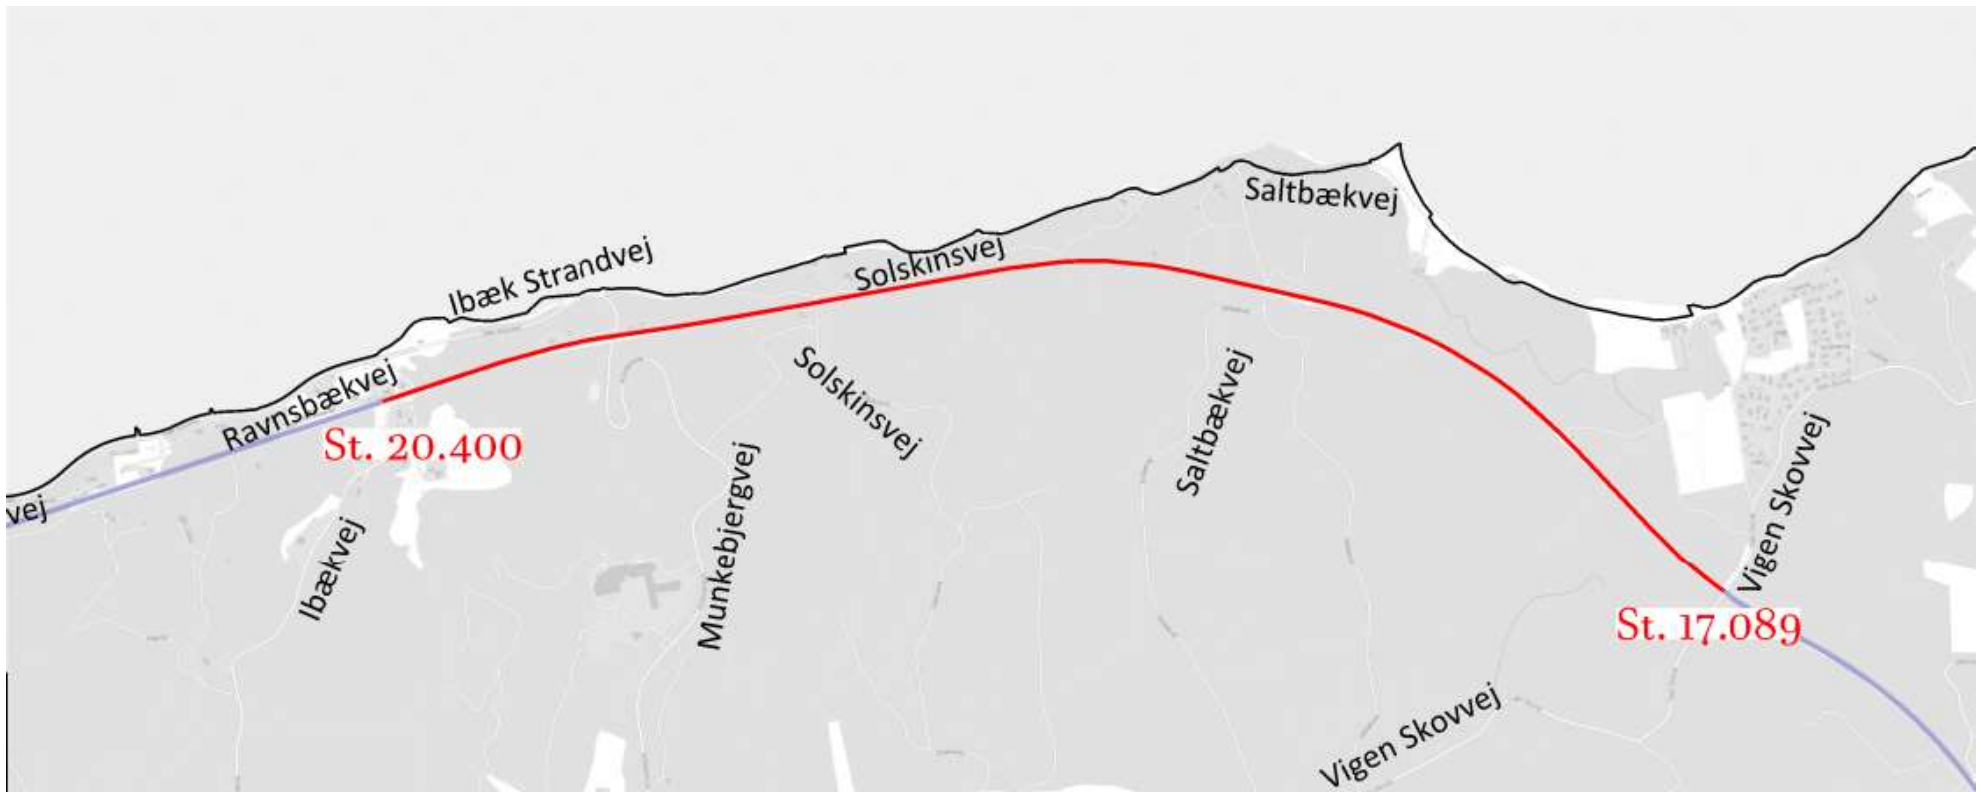 Saltbækvej
Ibæk Strandvej
Solskinsvej
Ravnsbækvej
Solskinsvej
St. 20.400
Saltbækvej
vej
Vigen Skovvej
Ibækvej
Munkebjergvej
St. 17.089
Vigen Skovvej